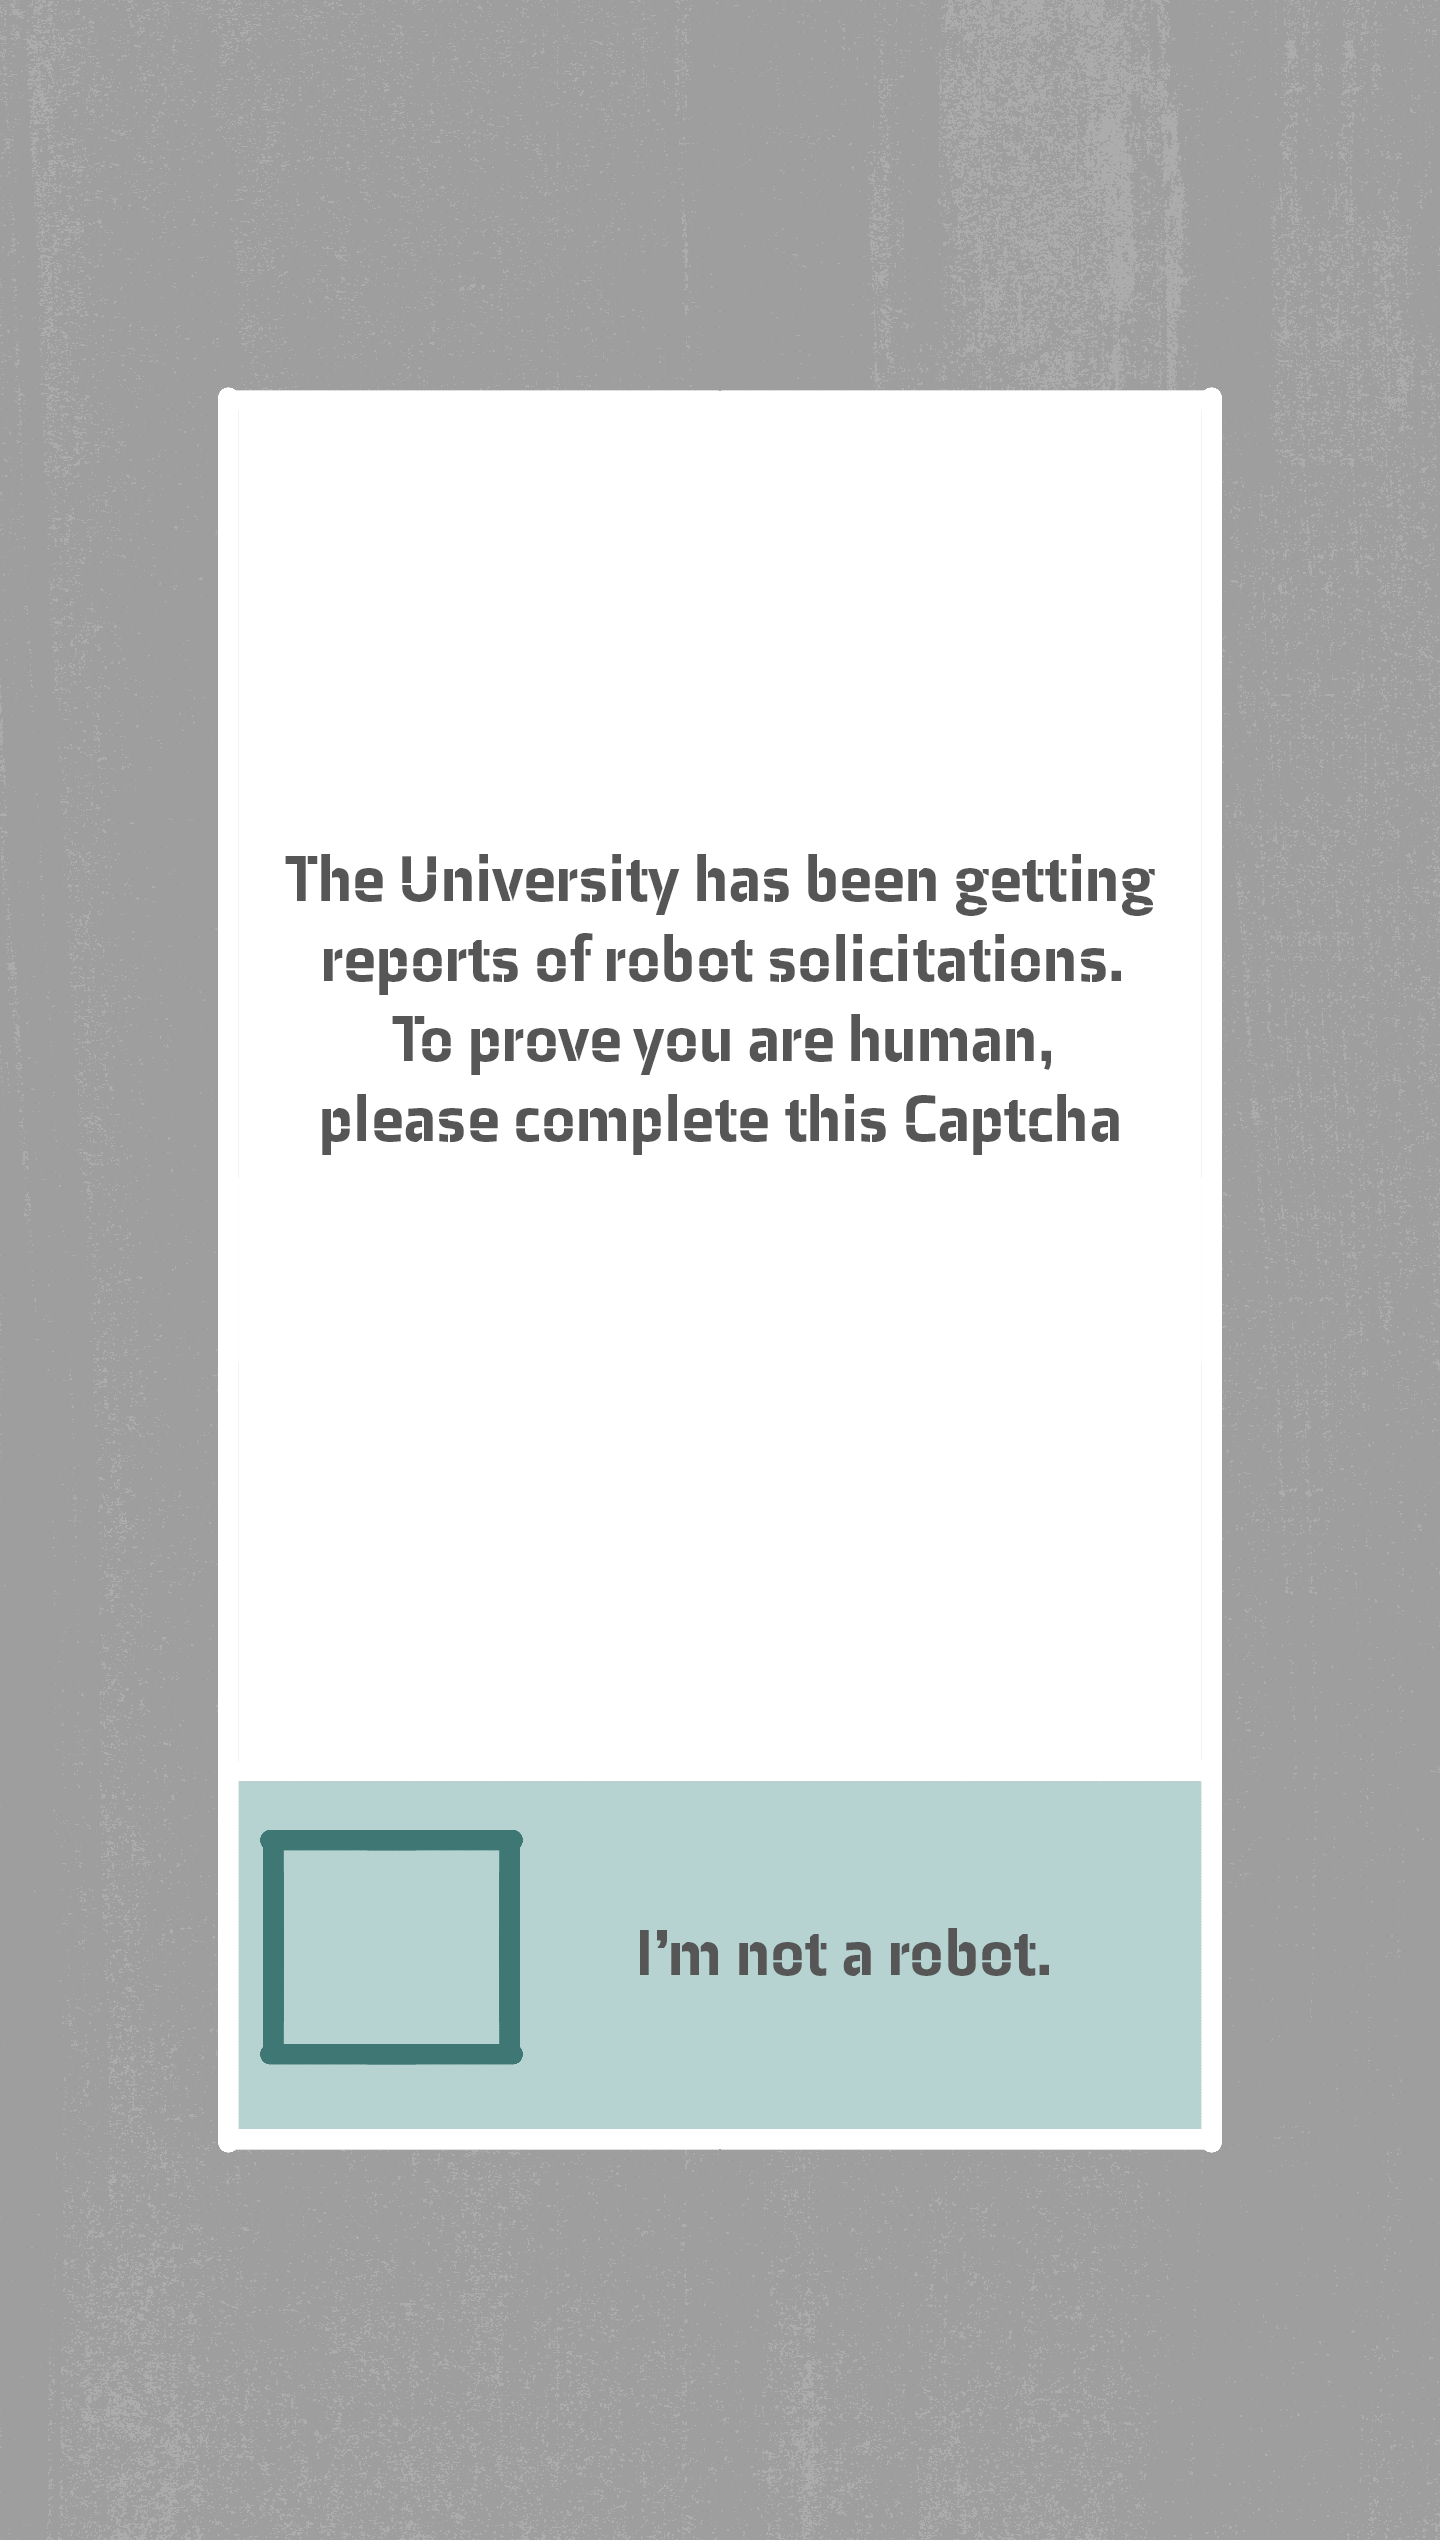 The University has been getting
reports of robot solicitations.
To prove you are human,
please complete this Captcha
I’m not a robot.